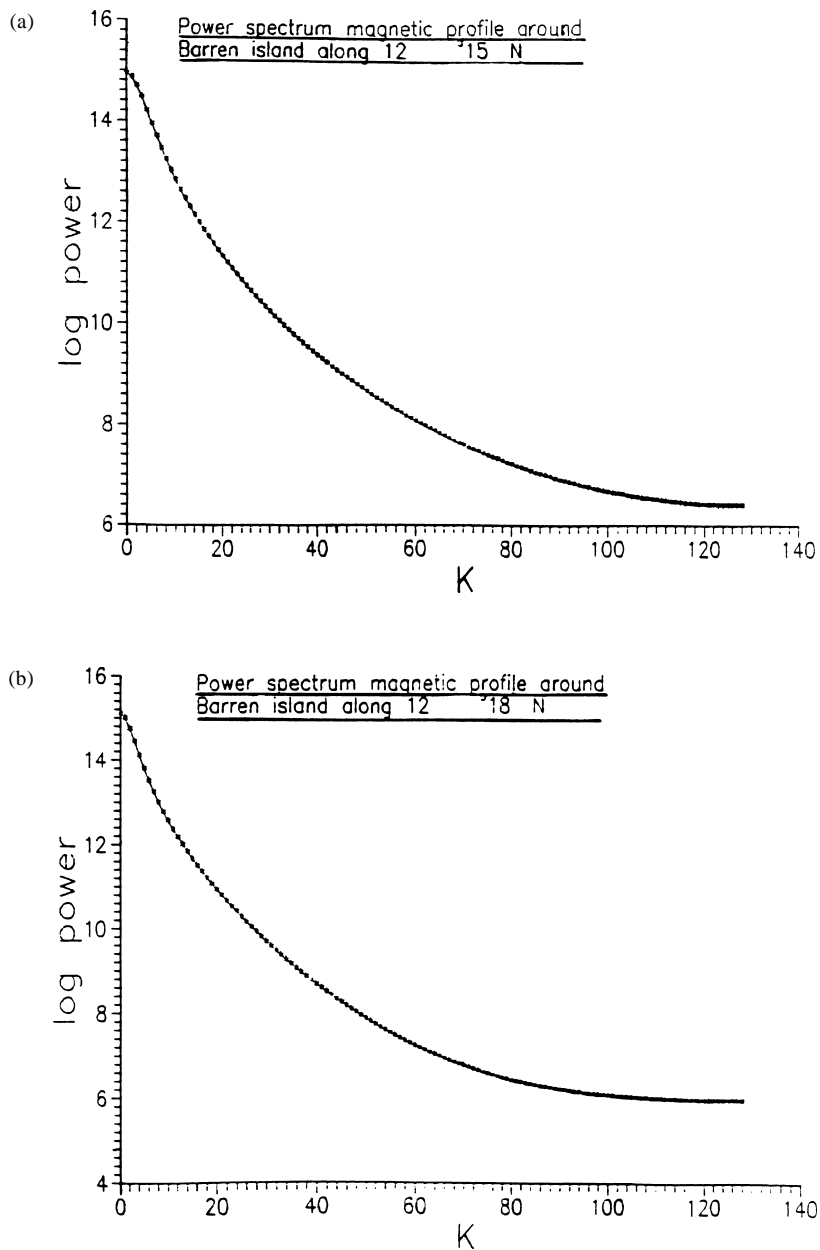 (a)
Power spectrum magnetic profile around
Barren island along 12 15 N
16
14
12
10
8
6
log power
0 20 40 60 80 100 120 140
K
(b)
Power spectrum magnetic profile around
Barren island along 12 18 N
16
14
12
10
8
6
4
log power
0 20 40 60 80 100 120 140
K